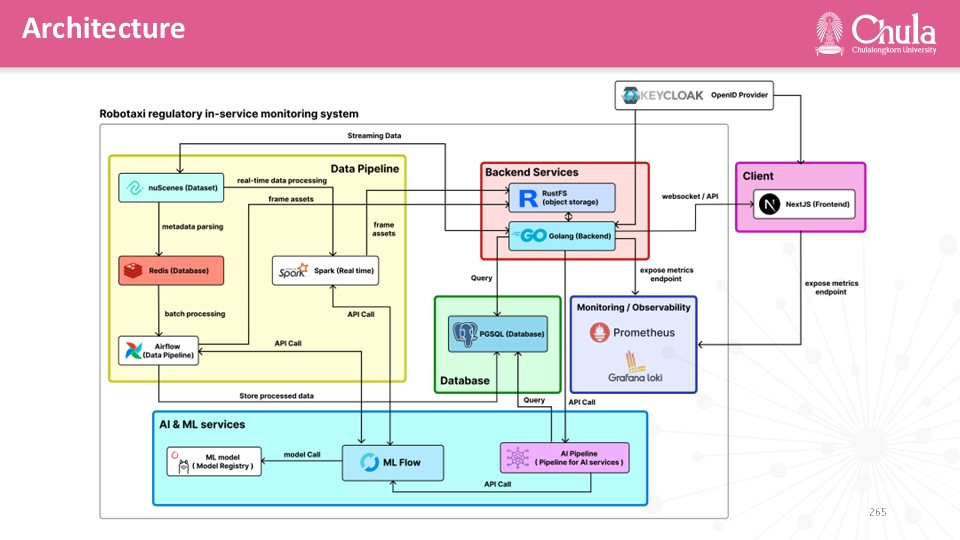 Architecture
Chula
Chulalongkorn University
KEYCLOAK OpenID Provider
Robotaxi regulatory in-service monitoring system
Streaming Data
Data Pipeline
nuScenes (Dataset)
real-time data processing
frame assets
metadata parsing
frame
assets
Redis (Database)
Spark
Spark (Real time)
batch processing
API Call
Airflow
(Data Pipeline)
API Call
Store processed data
Backend Services
RustFS
(object storage)
GO
Golang (Backend)
websocket / API
Client
NextJS (Frontend)
Query
expose metrics
endpoint
expose metrics
endpoint
PGSQL (Database)
Database
Monitoring / Observability
Prometheus
Grafana loki
Query
API Call
AI & ML services
ML model
( Model Registry )
model Call
ML Flow
AI Pipeline
( Pipeline for AI services )
API Call
265